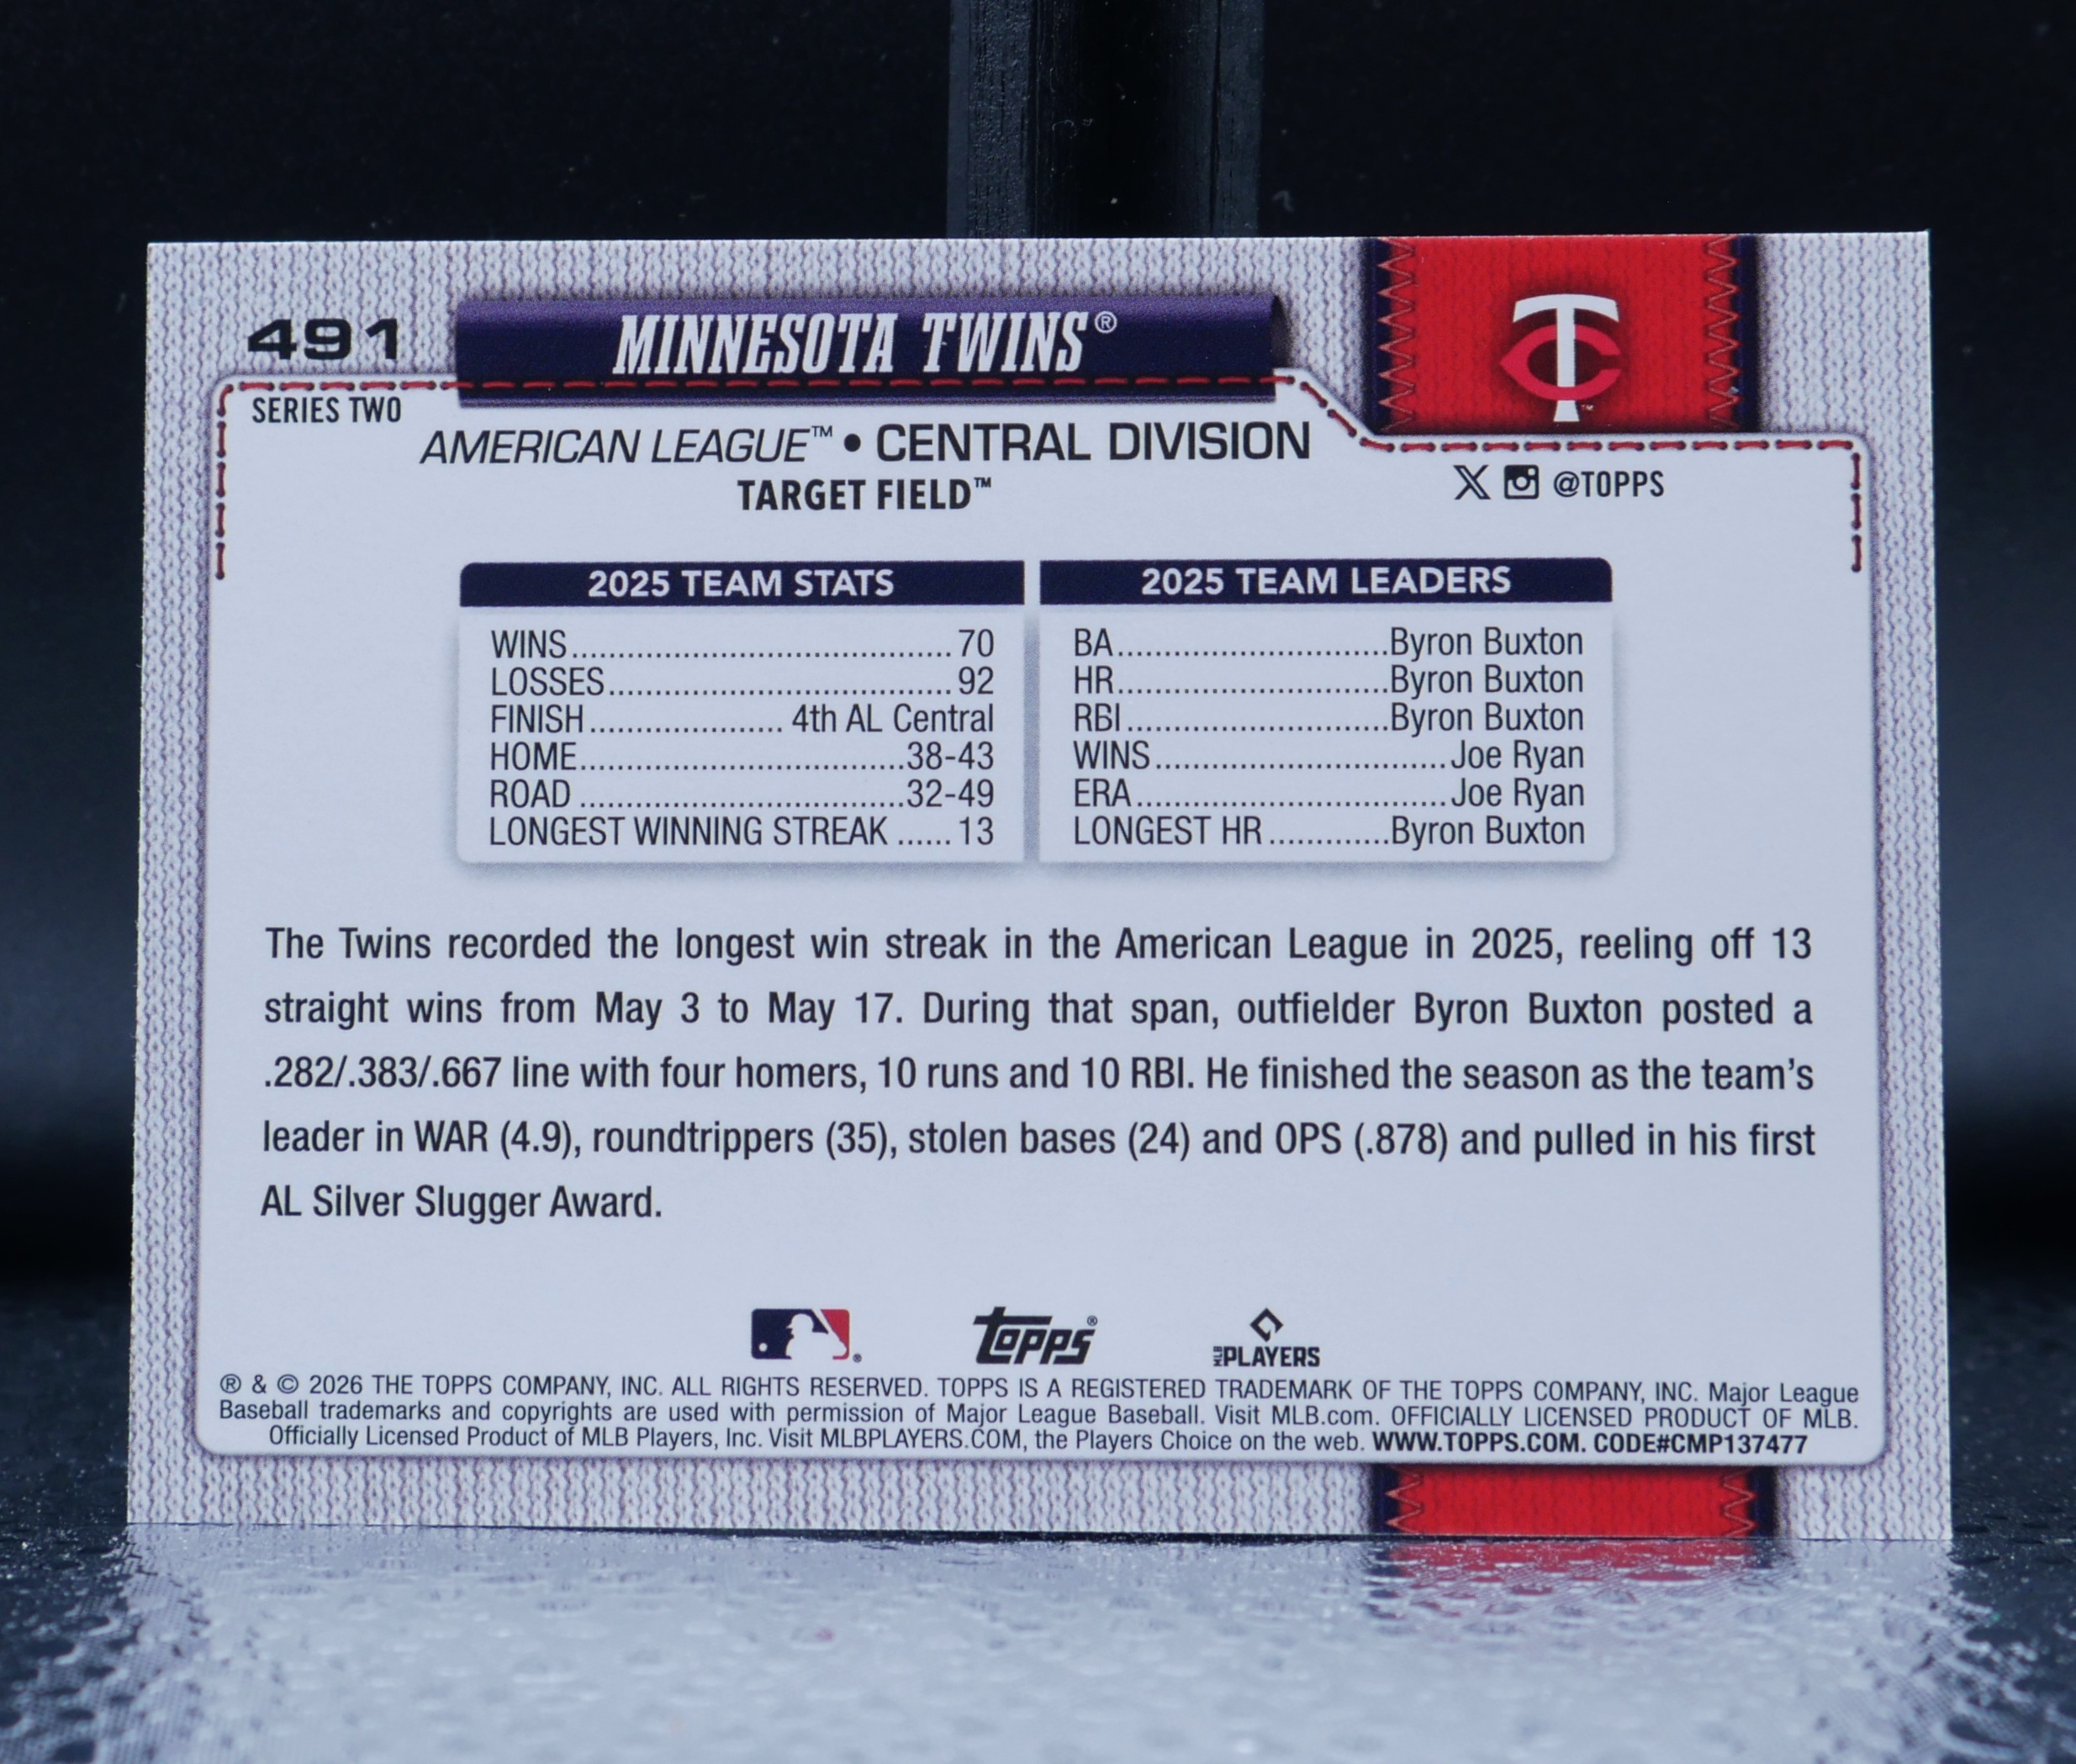 491
MINNESOTA TWINS®
TC™
SERIES TWO
AMERICAN LEAGUE™ • CENTRAL DIVISION
TARGET FIELD™
X @TOPPS
2025 TEAM STATS
WINS........................................70
LOSSES....................................92
FINISH.................... 4th AL Central
HOME..................................38-43
ROAD ..................................32-49
LONGEST WINNING STREAK ......13
2025 TEAM LEADERS
BA.............................Byron Buxton
HR.............................Byron Buxton
RBI............................Byron Buxton
WINS...............................Joe Ryan
ERA.................................Joe Ryan
LONGEST HR.............Byron Buxton
The Twins recorded the longest win streak in the American League in 2025, reeling off 13
straight wins from May 3 to May 17. During that span, outfielder Byron Buxton posted a
.282/.383/.667 line with four homers, 10 runs and 10 RBI. He finished the season as the team’s
leader in WAR (4.9), roundtrippers (35), stolen bases (24) and OPS (.878) and pulled in his first
AL Silver Slugger Award.
® topps® MLB PLAYERS
® & © 2026 THE TOPPS COMPANY, INC. ALL RIGHTS RESERVED. TOPPS IS A REGISTERED TRADEMARK OF THE TOPPS COMPANY, INC. Major League
Baseball trademarks and copyrights are used with permission of Major League Baseball. Visit MLB.com. OFFICIALLY LICENSED PRODUCT OF MLB.
Officially Licensed Product of MLB Players, Inc. Visit MLBPLAYERS.COM, the Players Choice on the web. WWW.TOPPS.COM. CODE#CMP137477